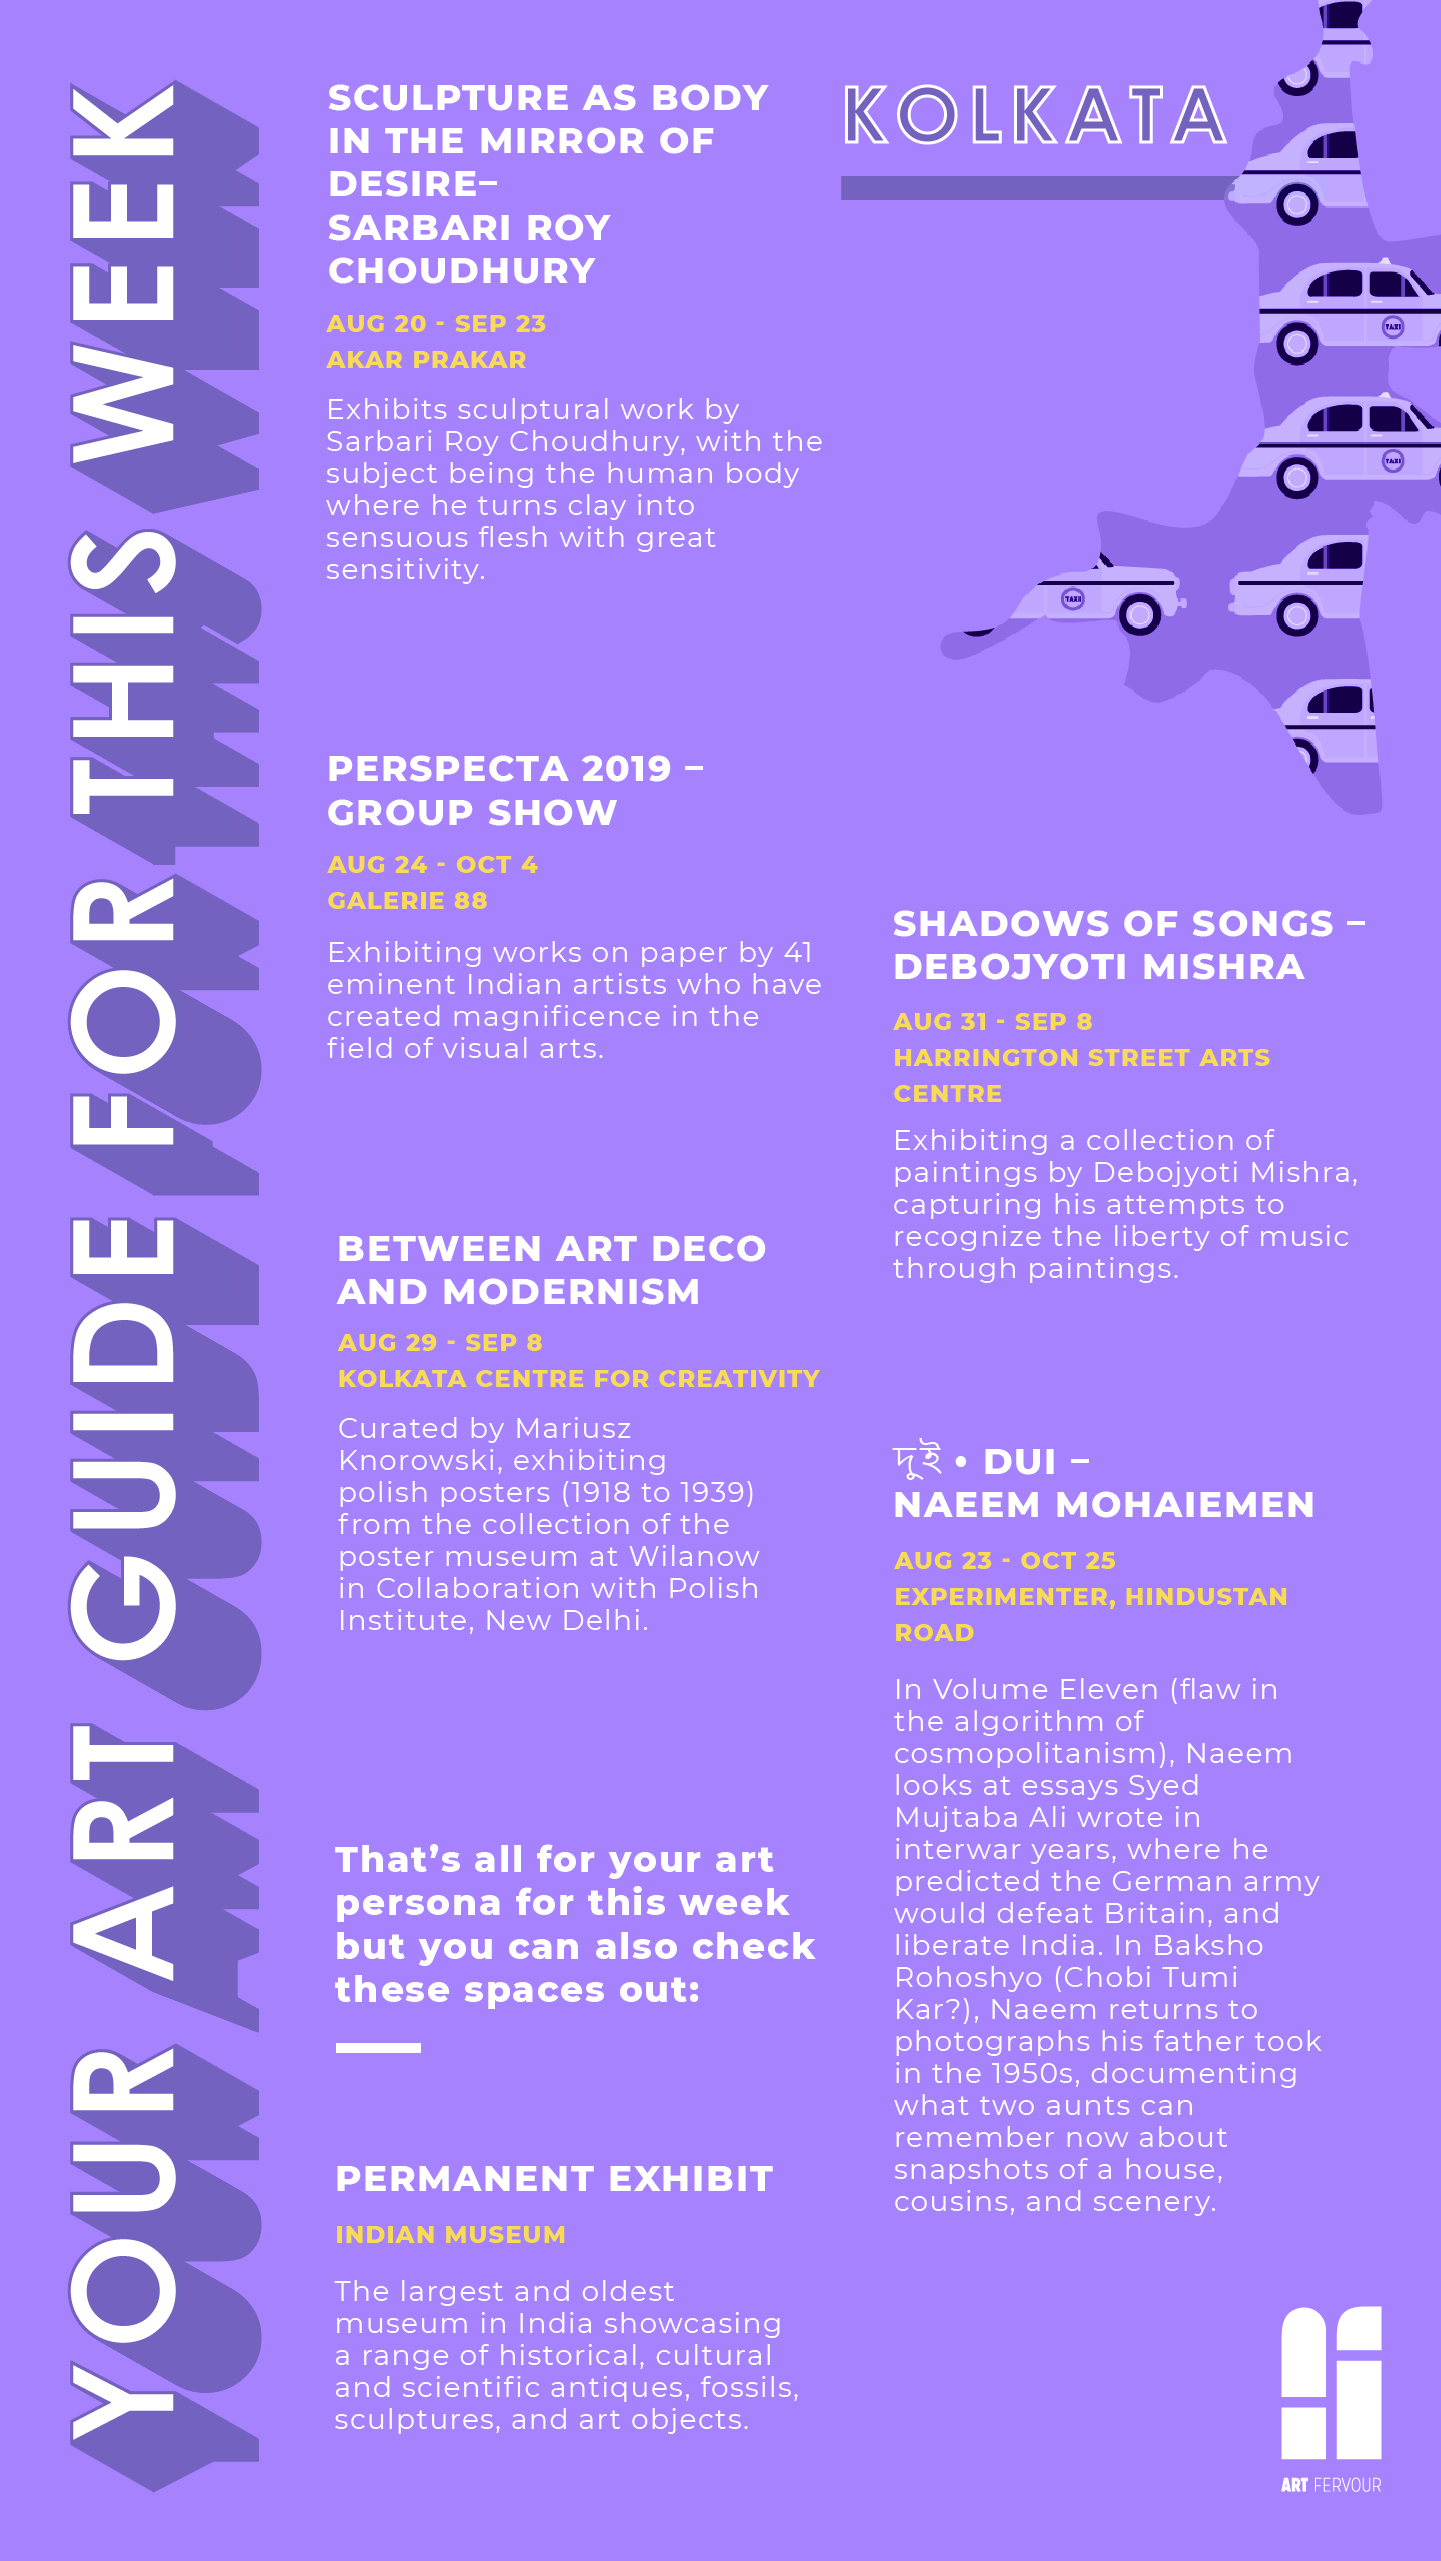 YOUR ART GUIDE FOR THIS WEEK
KOLKATA
SCULPTURE AS BODY
IN THE MIRROR OF
DESIRE–
SARBARI ROY
CHOUDHURY
AUG 20 - SEP 23
AKAR PRAKAR
Exhibits sculptural work by
Sarbari Roy Choudhury, with the
subject being the human body
where he turns clay into
sensuous flesh with great
sensitivity.
PERSPECTA 2019 –
GROUP SHOW
AUG 24 - OCT 4
GALERIE 88
Exhibiting works on paper by 41
eminent Indian artists who have
created magnificence in the
field of visual arts.
BETWEEN ART DECO
AND MODERNISM
AUG 29 - SEP 8
KOLKATA CENTRE FOR CREATIVITY
Curated by Mariusz
Knorowski, exhibiting
polish posters (1918 to 1939)
from the collection of the
poster museum at Wilanow
in Collaboration with Polish
Institute, New Delhi.
That’s all for your art
persona for this week
but you can also check
these spaces out:
PERMANENT EXHIBIT
INDIAN MUSEUM
The largest and oldest
museum in India showcasing
a range of historical, cultural
and scientific antiques, fossils,
sculptures, and art objects.
TAXI
TAXI
TAXI
SHADOWS OF SONGS –
DEBOJYOTI MISHRA
AUG 31 - SEP 8
HARRINGTON STREET ARTS
CENTRE
Exhibiting a collection of
paintings by Debojyoti Mishra,
capturing his attempts to
recognize the liberty of music
through paintings.
দুই • DUI –
NAEEM MOHAIEMEN
AUG 23 - OCT 25
EXPERIMENTER, HINDUSTAN
ROAD
In Volume Eleven (flaw in
the algorithm of
cosmopolitanism), Naeem
looks at essays Syed
Mujtaba Ali wrote in
interwar years, where he
predicted the German army
would defeat Britain, and
liberate India. In Baksho
Rohoshyo (Chobi Tumi
Kar?), Naeem returns to
photographs his father took
in the 1950s, documenting
what two aunts can
remember now about
snapshots of a house,
cousins, and scenery.
ART FERVOUR